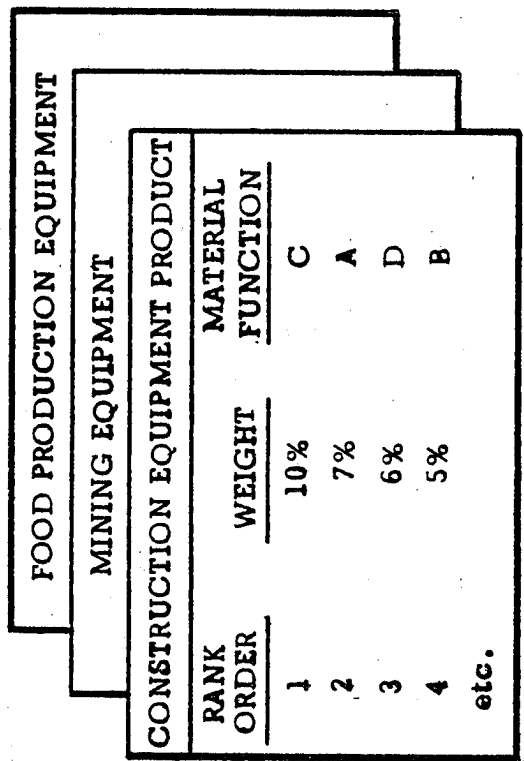 FOOD PRODUCTION EQUIPMENT
MINING EQUIPMENT
CONSTRUCTION EQUIPMENT PRODUCT
RANK ORDER WEIGHT MATERIAL FUNCTION
1 10% C
2 7% A
3 6% D
4 5% B
etc.